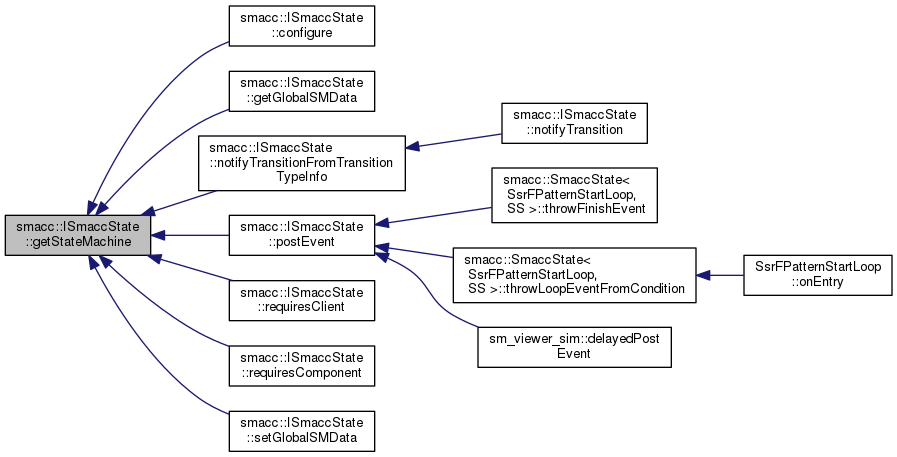 smacc::ISmaccState
::getStateMachine
smacc::ISmaccState
::configure
smacc::ISmaccState
::getGlobalSMData
smacc::ISmaccState
::notifyTransitionFromTransition
TypeInfo
smacc::ISmaccState
::notifyTransition
smacc::ISmaccState
::postEvent
smacc::SmaccState<
SsrFPatternStartLoop,
SS >::throwFinishEvent
smacc::SmaccState<
SsrFPatternStartLoop,
SS >::throwLoopEventFromCondition
SsrFPatternStartLoop
::onEntry
sm_viewer_sim::delayedPost
Event
smacc::ISmaccState
::requiresClient
smacc::ISmaccState
::requiresComponent
smacc::ISmaccState
::setGlobalSMData